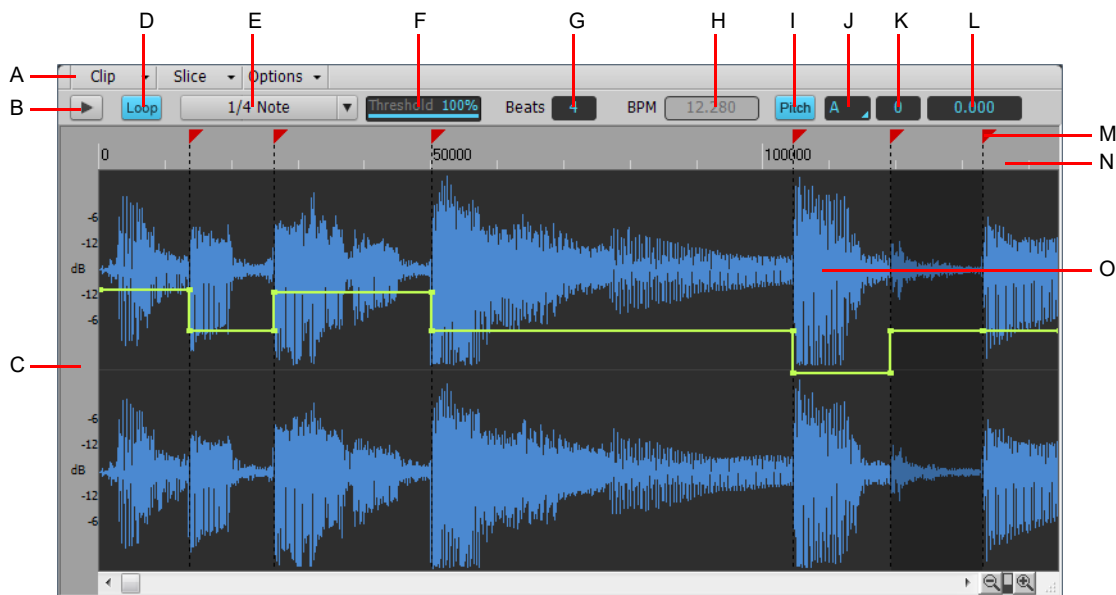 D E F G H I J K L
A Clip Slice Options
B Loop 1/4 Note Threshold 100% Beats 4 BPM 12.280 Pitch A 0 0.000
M
0 50000 100000 N
-6
-12
dB O
-12
-6
C
-6
-12
dB
-12
-6